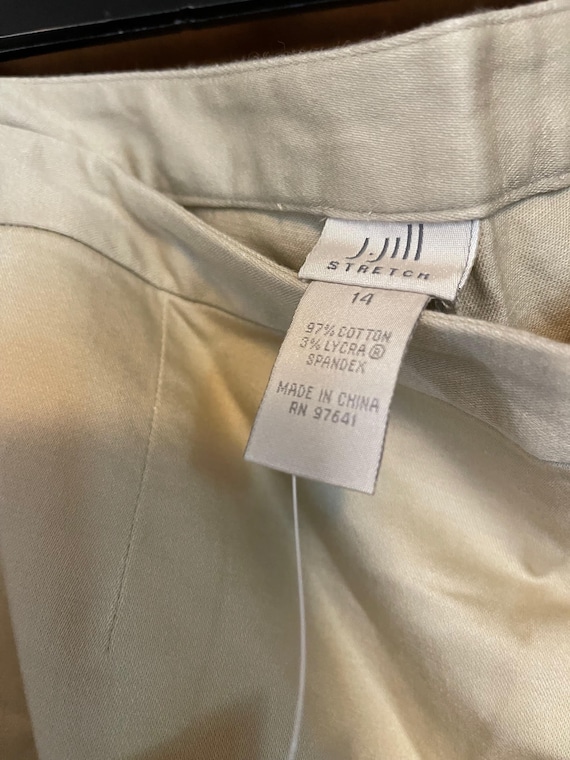 J.Jill
STRETCH
14
97% COTTON
3% LYCRA®
SPANDEX
MADE IN CHINA
RN 97641